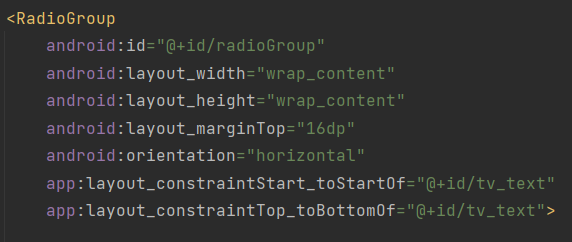 <RadioGroup
android:id="@+id/radioGroup"
android:layout_width="wrap_content"
android:layout_height="wrap_content"
android:layout_marginTop="16dp"
android:orientation="horizontal"
app:layout_constraintStart_toStartOf="@+id/tv_text"
app:layout_constraintTop_toBottomOf="@+id/tv_text">